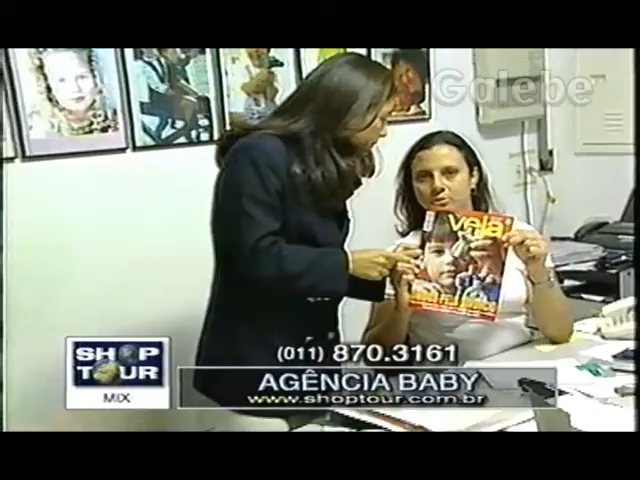 Galebe
veja
(011) 870.3161
SHOP
TOUR
MIX
AGÊNCIA BABY
www.shoptour.com.br